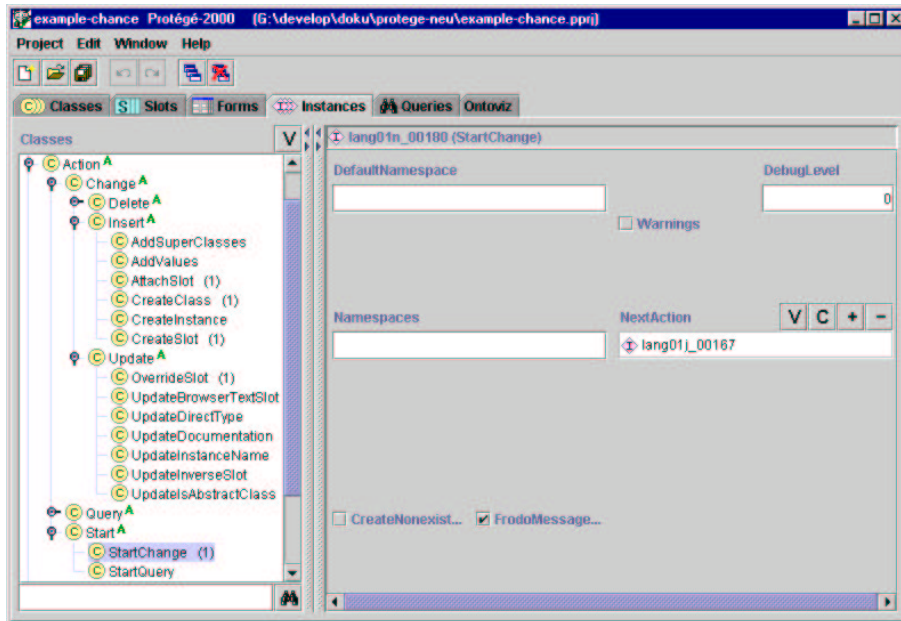 example-chance Protégé-2000 (G:\develop\doku\protege-neu\example-chance.pprj)
Project Edit Window Help
Classes Slots Forms Instances Queries Ontoviz
Classes V
Action A
Change A
Delete A
Insert A
AddSuperClasses
AddValues
AttachSlot (1)
CreateClass (1)
CreateInstance
CreateSlot (1)
Update A
OverrideSlot (1)
UpdateBrowserTextSlot
UpdateDirectType
UpdateDocumentation
UpdateInstanceName
UpdateInverseSlot
UpdateIsAbstractClass
Query A
Start A
StartChange (1)
StartQuery
lang01n_00180 (StartChange)
DefaultNamespace DebugLevel
0
Warnings
Namespaces NextAction V C + -
lang01j_00167
CreateNonexist... FrodoMessage...